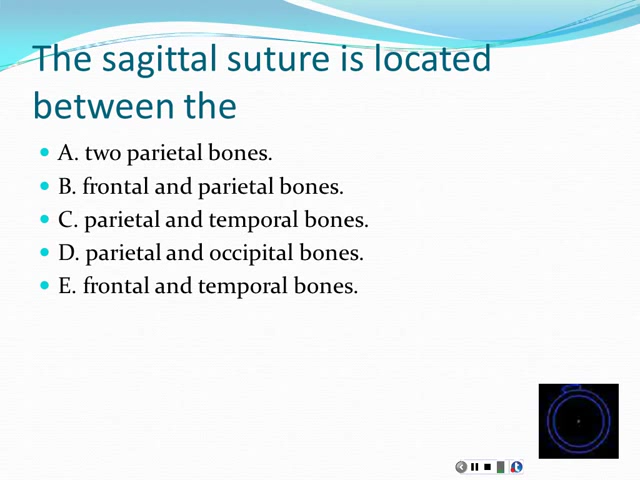 The sagittal suture is located
between the
A. two parietal bones.
B. frontal and parietal bones.
C. parietal and temporal bones.
D. parietal and occipital bones.
E. frontal and temporal bones.